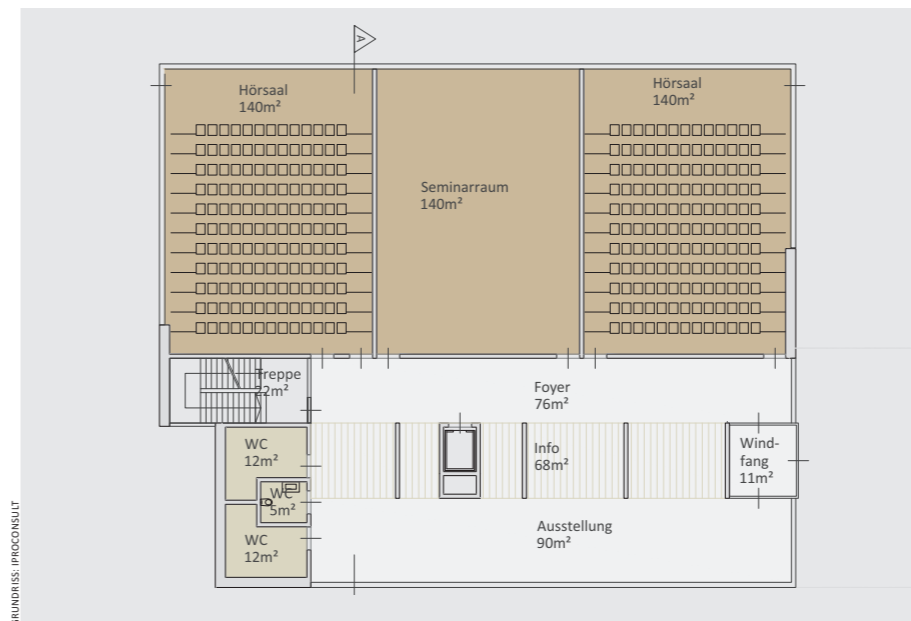 A
Hörsaal
140m²
Seminarraum
140m²
Hörsaal
140m²
Treppe
22m²
Foyer
76m²
WC
12m²
Info
68m²
Wind-
fang
11m²
WC
5m²
WC
12m²
Ausstellung
90m²
GRUNDRISS: IPROCONSULT